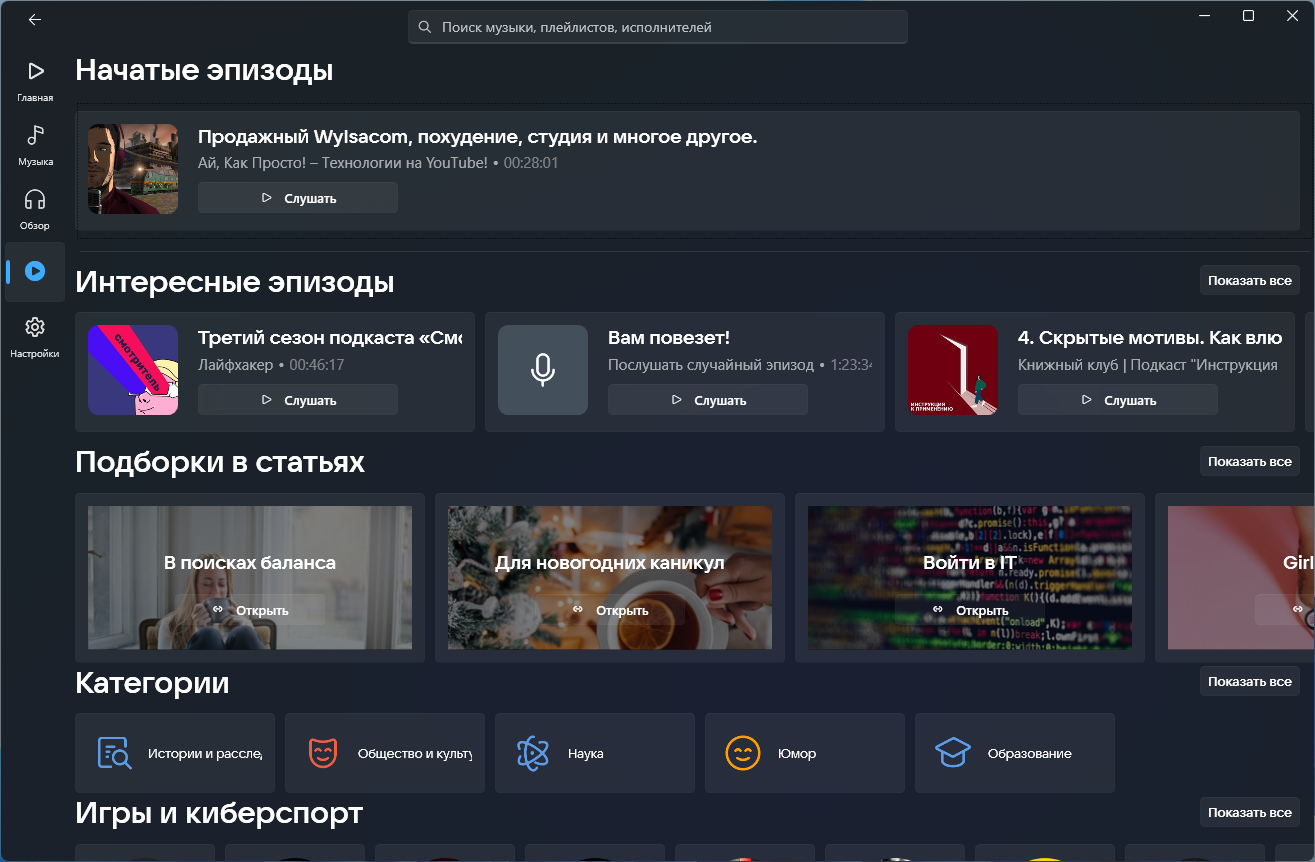 Поиск музыки, плейлистов, исполнителей
Главная
Музыка
Обзор
Настройки
Начатые эпизоды
Продажный Wylsacom, похудение, студия и многое другое.
Ай, Как Просто! – Технологии на YouTube! • 00:28:01
Слушать
Интересные эпизоды
Показать все
смотритель
Третий сезон подкаста «Смо
Лайфхакер • 00:46:17
Слушать
Вам повезет!
Послушать случайный эпизод • 1:23:34
Слушать
ИНСТРУКЦИЯ
К ПРИМЕНЕНИЮ
4. Скрытые мотивы. Как влю
Книжный клуб | Подкаст "Инструкция
Слушать
Подборки в статьях
Показать все
В поисках баланса
Открыть
Для новогодних каникул
Открыть
Войти в IT
Открыть
Girl
Категории
Показать все
Истории и рассле
Общество и культу
Наука
Юмор
Образование
Игры и киберспорт
Показать все